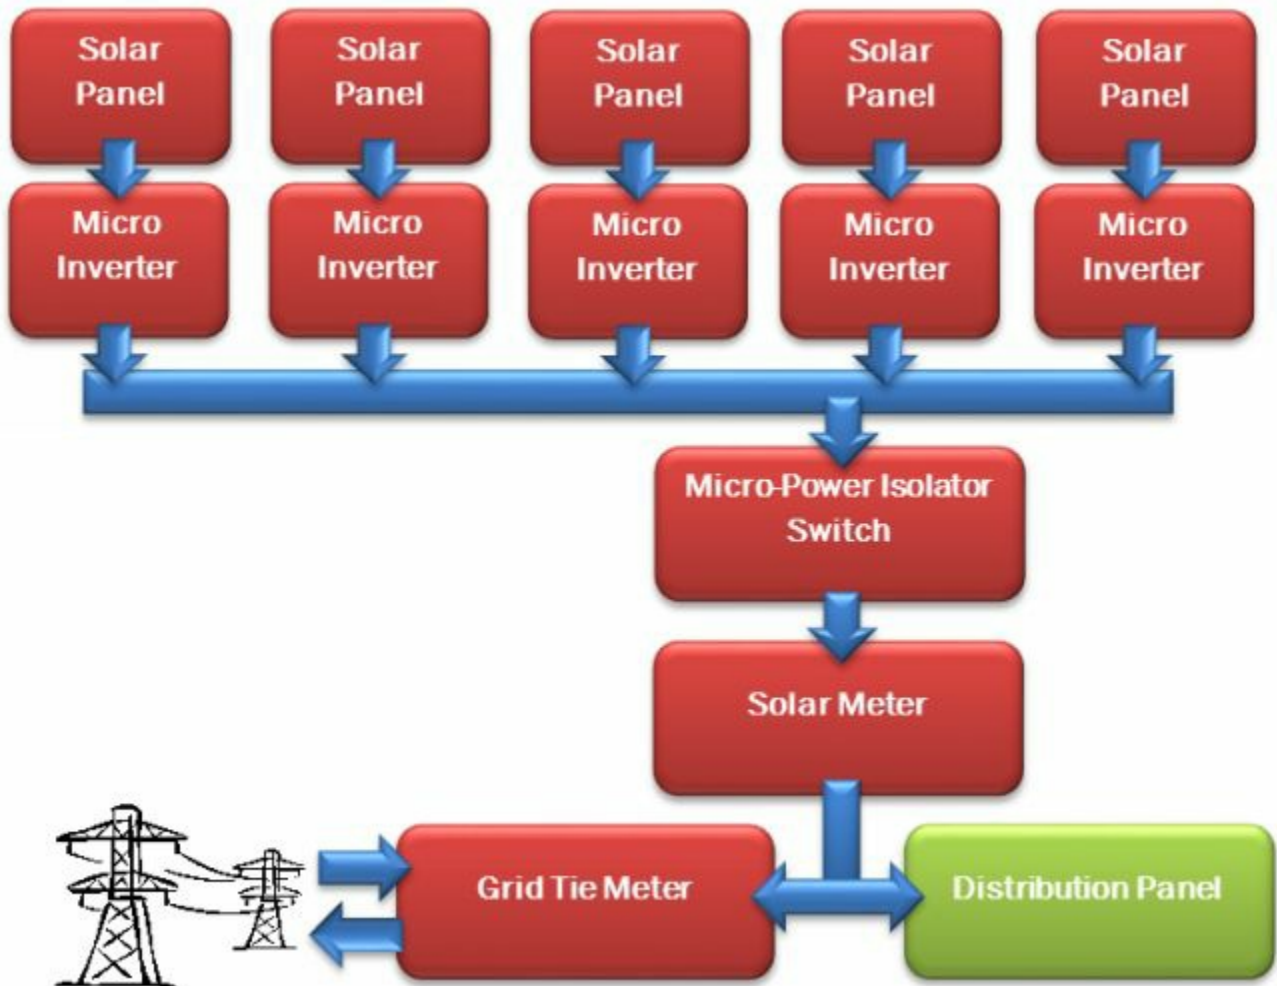 Solar
Panel
Solar
Panel
Solar
Panel
Solar
Panel
Solar
Panel
Micro
Inverter
Micro
Inverter
Micro
Inverter
Micro
Inverter
Micro
Inverter
Micro-Power Isolator
Switch
Solar Meter
Grid Tie Meter
Distribution Panel